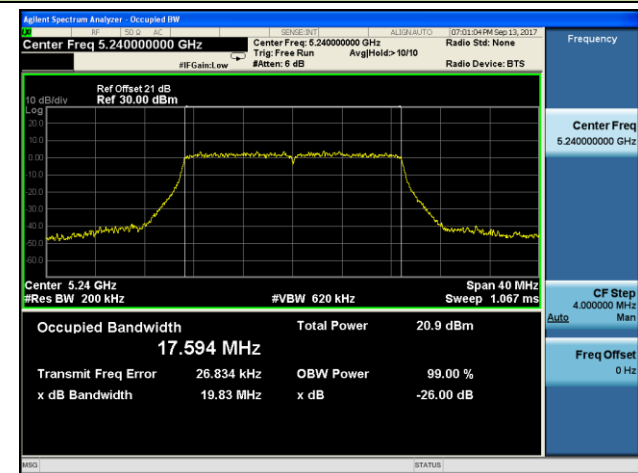 Agilent Spectrum Analyzer - Occupied BW
RF 50 Ω AC SENSE:INT ALIGNAUTO 07:01:04 PM Sep 13, 2017
Center Freq 5.240000000 GHz
Center Freq: 5.240000000 GHz
Radio Std: None
Trig: Free Run Avg|Hold:> 10/10
#IFGain:Low
#Atten: 6 dB
Radio Device: BTS
Frequency
Ref Offset 21 dB
10 dB/div Ref 30.00 dBm
Log
20.0
10.0
0.00
-10.0
-20.0
-30.0
-40.0
-50.0
-60.0
Center Freq
5.240000000 GHz
Center 5.24 GHz
Span 40 MHz
#Res BW 200 kHz
#VBW 620 kHz
Sweep 1.067 ms
CF Step
4.000000 MHz
Auto Man
Occupied Bandwidth
Total Power 20.9 dBm
17.594 MHz
Transmit Freq Error 26.834 kHz
OBW Power 99.00 %
x dB Bandwidth 19.83 MHz
x dB -26.00 dB
Freq Offset
0 Hz
MSG
STATUS